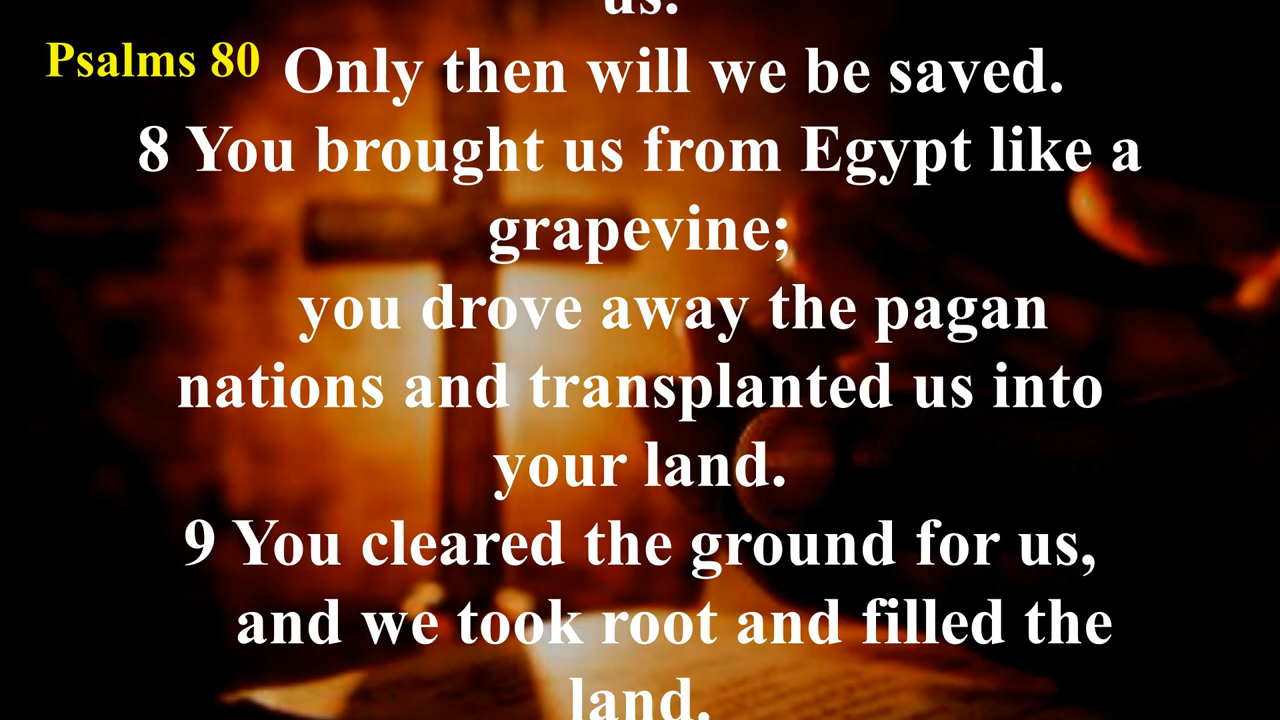 us.
Psalms 80
Only then will we be saved.
8 You brought us from Egypt like a
grapevine;
you drove away the pagan
nations and transplanted us into
your land.
9 You cleared the ground for us,
and we took root and filled the
land.